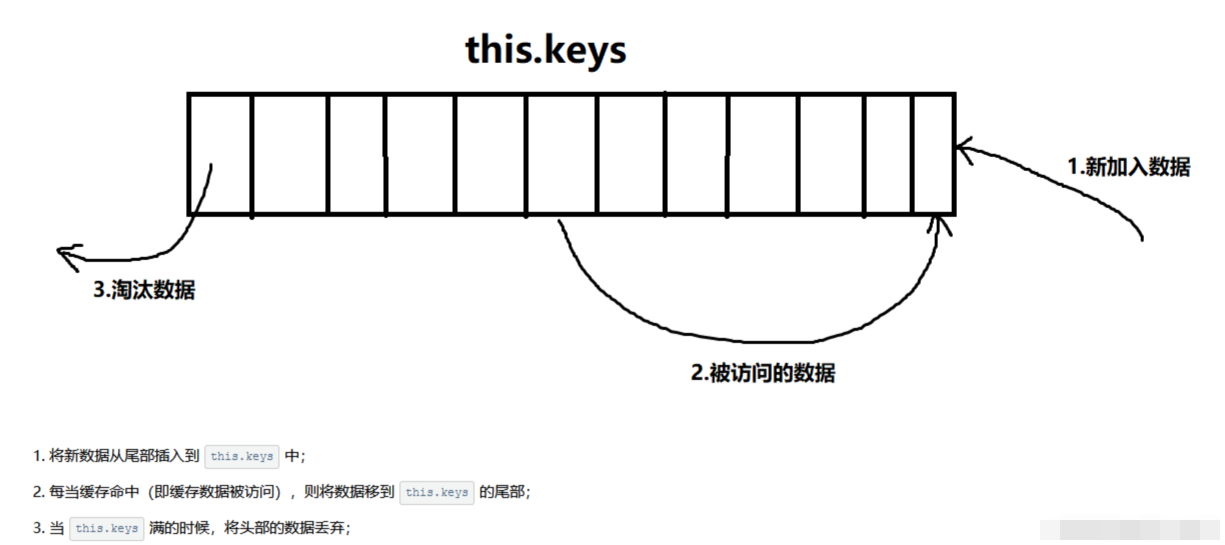 this.keys
1.新加入数据
3.淘汰数据
2.被访问的数据
1. 将新数据从尾部插入到 this.keys 中；
2. 每当缓存命中（即缓存数据被访问），则将数据移到 this.keys 的尾部；
3. 当 this.keys 满的时候，将头部的数据丢弃；